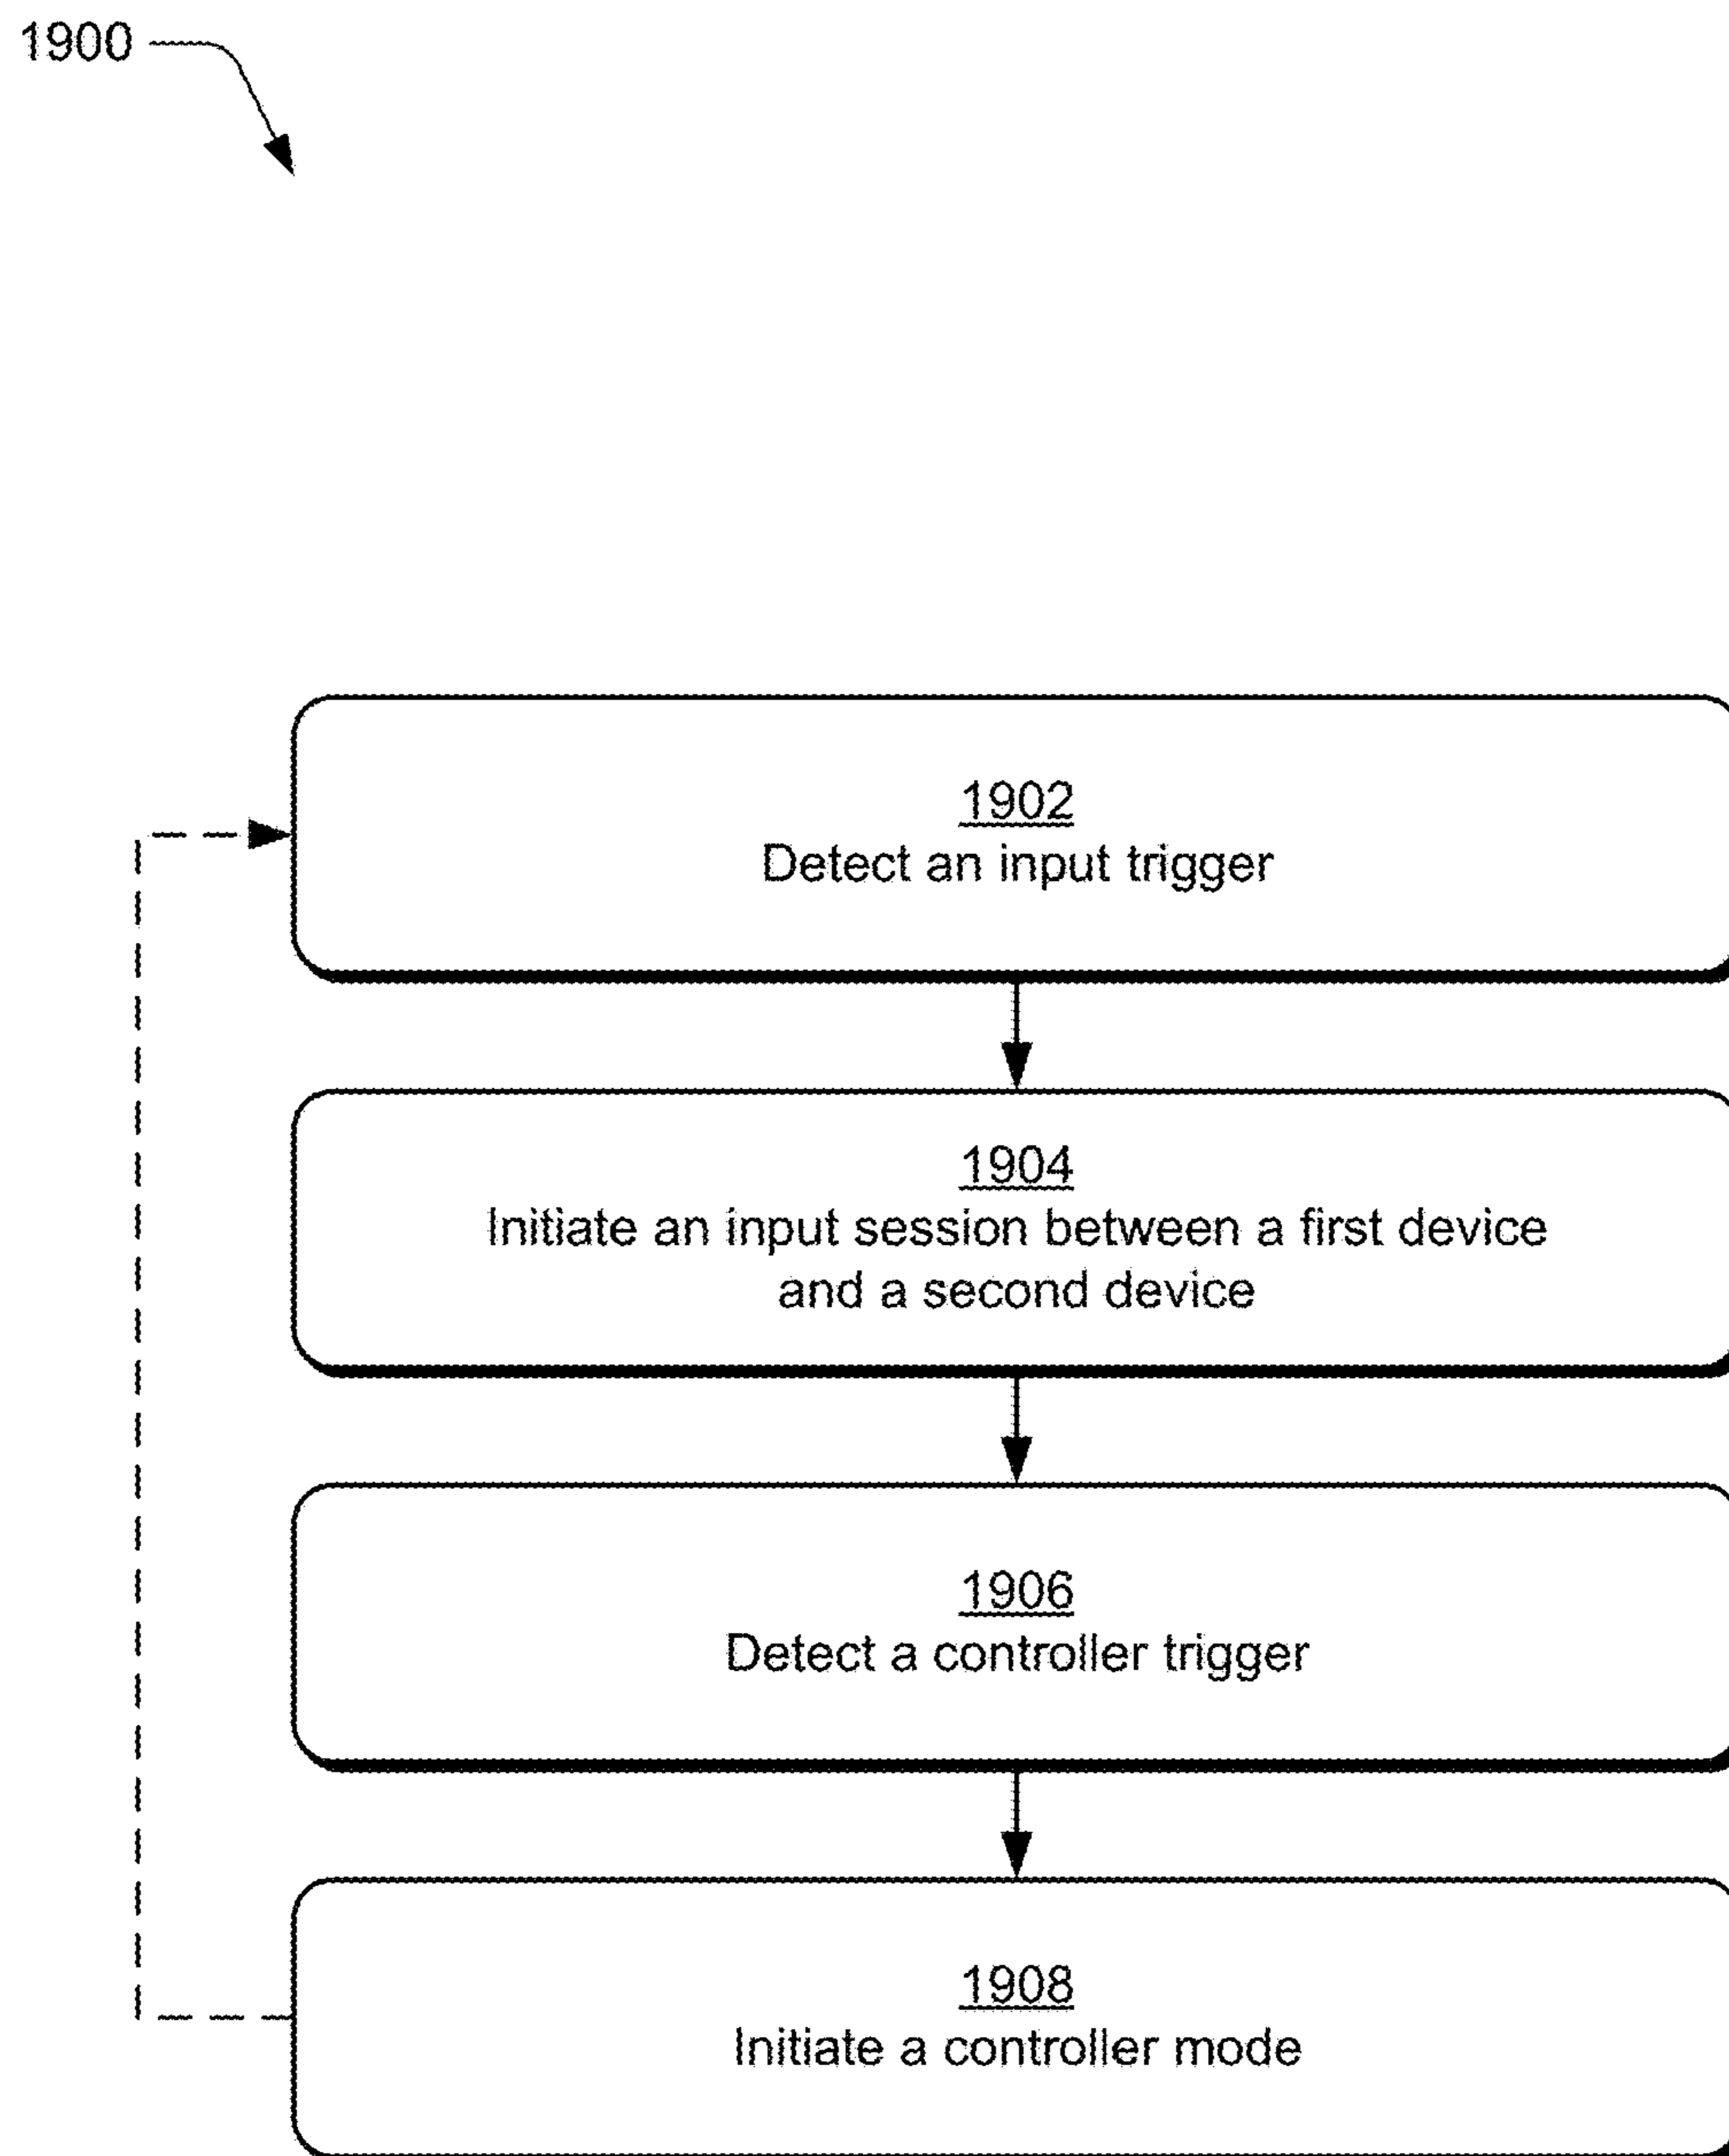 1900
1902
Detect an input trigger
1904
Initiate an input session between a first device
and a second device
1906
Detect a controller trigger
1908
Initiate a controller mode